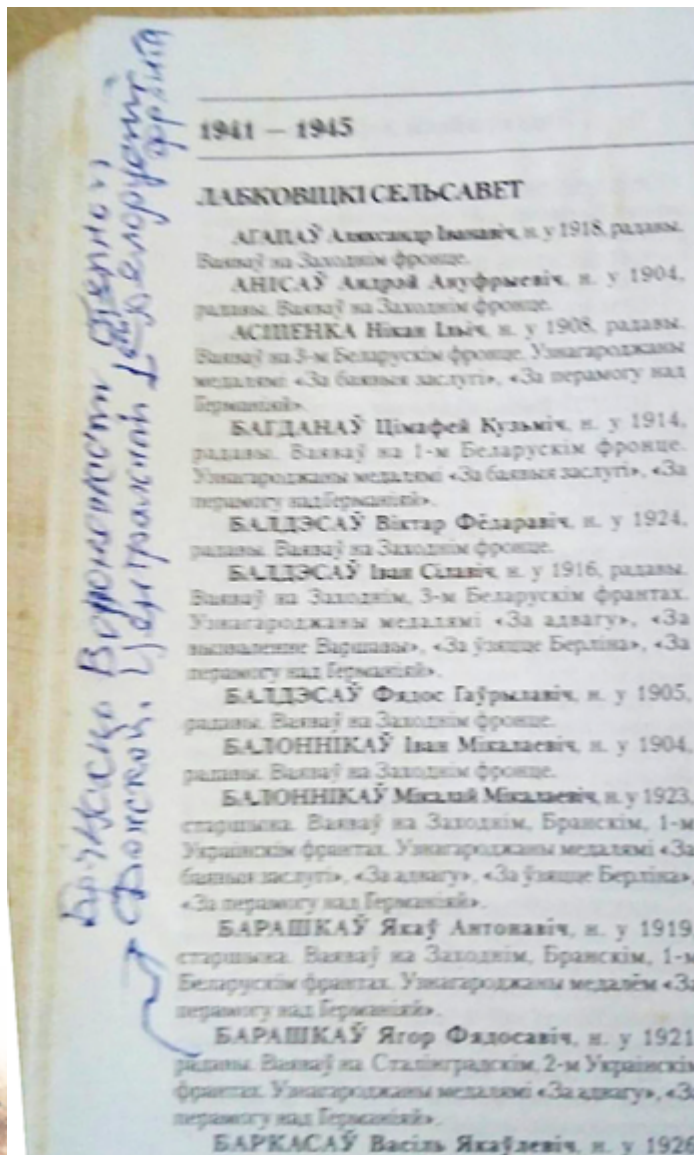 1941 — 1945
ЛАБКОВІЦКІ СЕЛЬСАВЕТ
АГАПАЎ Аляксандр Іванавіч, н. у 1918, радавы.
Ваяваў на Заходнім фронце.
АНІСАЎ Андрэй Ануфрыевіч, н. у 1904,
радавы. Ваяваў на Заходнім фронце.
АСІПЕНКА Нікан Ільіч, н. у 1908, радавы.
Ваяваў на 3-м Беларускім фронце. Узнагароджаны
медалямі «За баявыя заслугі», «За перамогу над
Германіяй».
БАГДАНАЎ Цімафей Кузьміч, н. у 1914,
радавы. Ваяваў на 1-м Беларускім фронце.
Узнагароджаны медалямі «За баявыя заслугі», «За
перамогу над Германіяй».
БАЛДЭСАЎ Віктар Фёдаравіч, н. у 1924,
радавы. Ваяваў на Заходнім фронце.
БАЛДЭСАЎ Іван Сілавіч, н. у 1916, радавы.
Ваяваў на Заходнім, 3-м Беларускім франтах.
Узнагароджаны медалямі «За адвагу», «За
вызваленне Варшавы», «За ўзяцце Берліна», «За
перамогу над Германіяй».
БАЛДЭСАЎ Фядос Гаўрылавіч, н. у 1905,
радавы. Ваяваў на Заходнім фронце.
БАЛОННІКАЎ Іван Мікалаевіч, н. у 1904,
радавы. Ваяваў на Заходнім фронце.
БАЛОННІКАЎ Мікалай Мікалаевіч, н. у 1923,
старшына. Ваяваў на Заходнім, Бранскім, 1-м
Украінскім франтах. Узнагароджаны медалямі «За
баявыя заслугі», «За адвагу», «За ўзяцце Берліна»,
«За перамогу над Германіяй».
БАРАШКАЎ Якаў Антонавіч, н. у 1919,
старшына. Ваяваў на Заходнім, Бранскім, 1-м
Беларускім франтах. Узнагароджаны медалём «За
перамогу над Германіяй».
БАРАШКАЎ Ягор Фядосавіч, н. у 1921,
радавы. Ваяваў на Сталінградскім, 2-м Украінскім
франтах. Узнагароджаны медалямі «За адвагу», «За
перамогу над Германіяй».
БАРКАСАЎ Васіль Якаўлевіч, н. у 1926
Степной,
Донской, Центральный 1й Белорусский